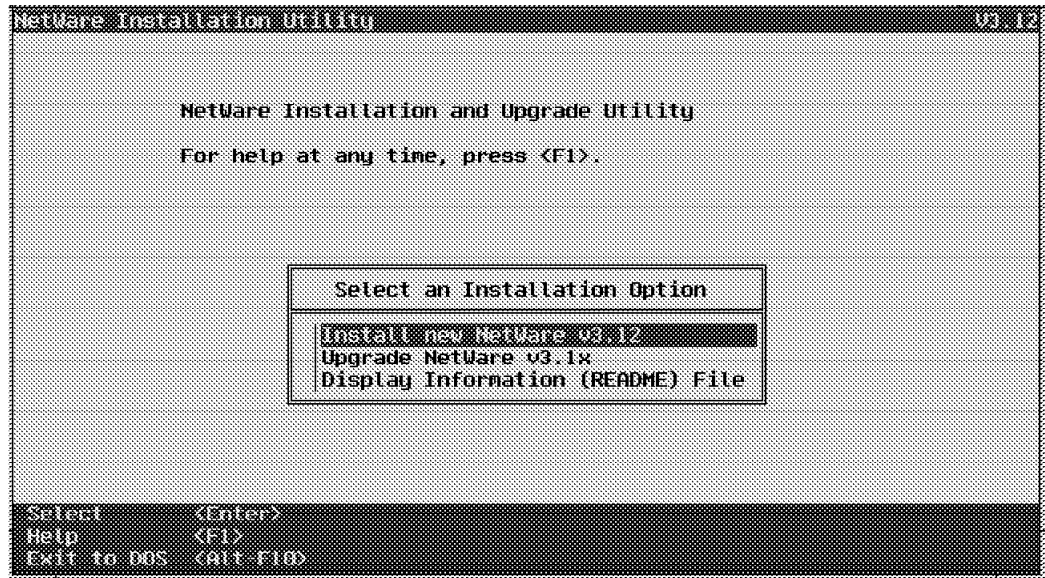 NetWare Installation Utility V3.12
NetWare Installation and Upgrade Utility
For help at any time, press <F1>.
Select an Installation Option
Install new NetWare v3.12
Upgrade NetWare v3.1x
Display Information (README) File
Select <Enter>
Help <F1>
Exit to DOS <Alt-F10>